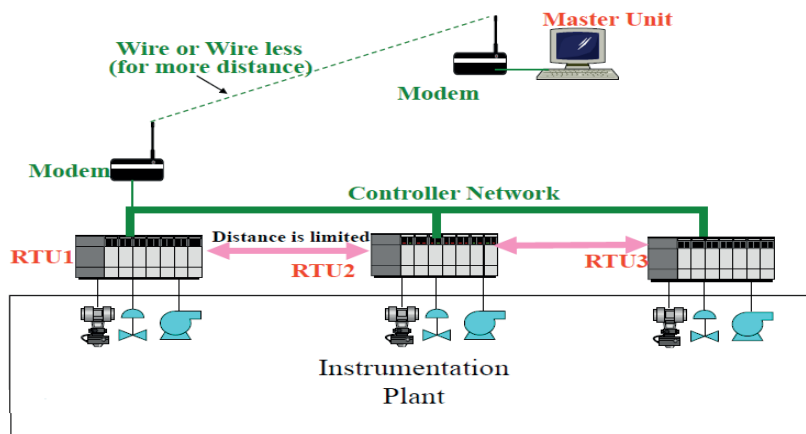 Master Unit
Wire or Wire less
(for more distance)
Modem
Modem
Controller Network
Distance is limited
RTU1
RTU2
RTU3
Instrumentation
Plant